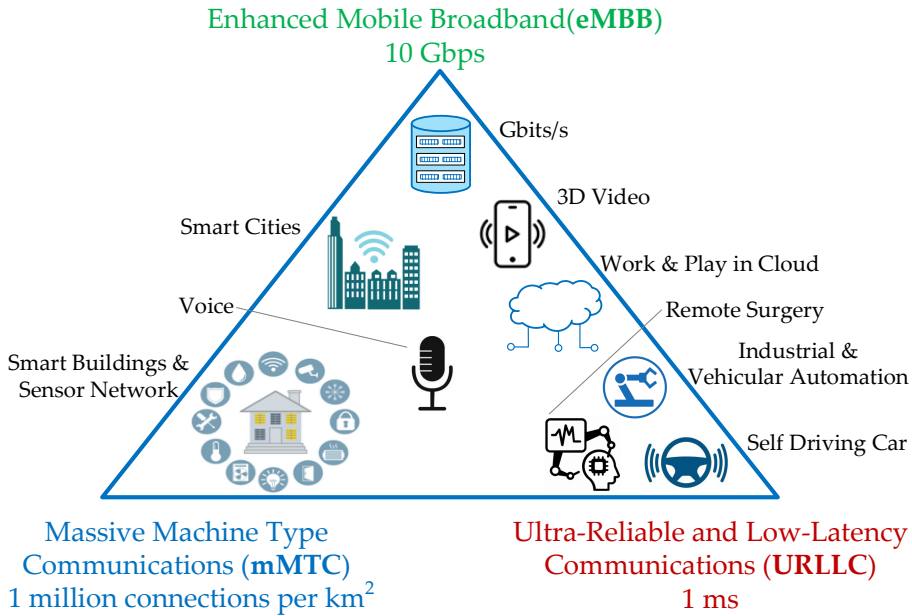 Enhanced Mobile Broadband(eMBB)
10 Gbps
Gbits/s
3D Video
Smart Cities
Work & Play in Cloud
Voice
Remote Surgery
Smart Buildings &
Sensor Network
Industrial &
Vehicular Automation
Self Driving Car
Massive Machine Type
Communications (mMTC)
1 million connections per km²
Ultra-Reliable and Low-Latency
Communications (URLLC)
1 ms